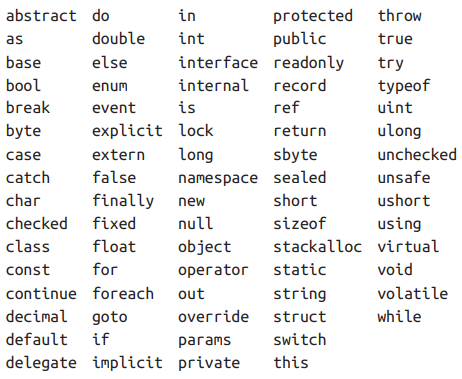 abstract do in protected throw
as double int public true
base else interface readonly try
bool enum internal record typeof
break event is ref uint
byte explicit lock return ulong
case extern long sbyte unchecked
catch false namespace sealed unsafe
char finally new short ushort
checked fixed null sizeof using
class float object stackalloc virtual
const for operator static void
continue foreach out string volatile
decimal goto override struct while
default if params switch
delegate implicit private this